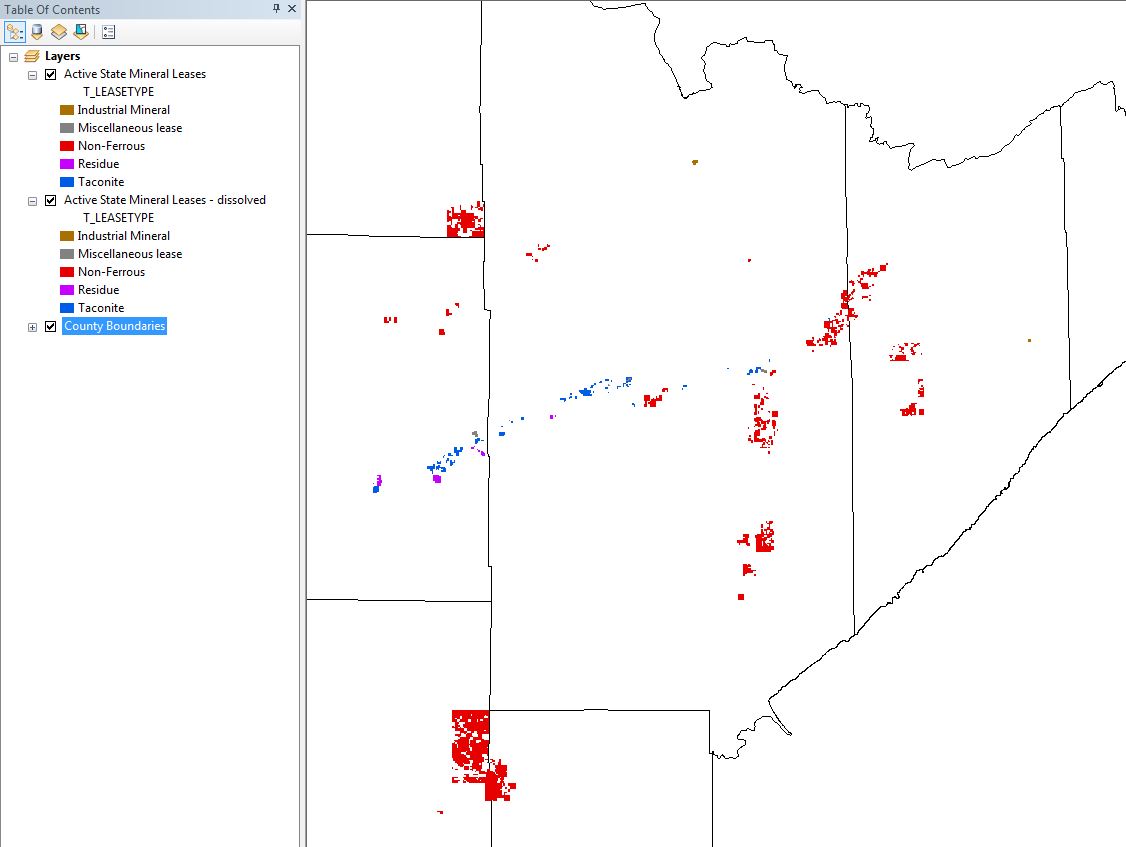 Table Of Contents
Layers
Active State Mineral Leases
T_LEASETYPE
Industrial Mineral
Miscellaneous lease
Non-Ferrous
Residue
Taconite
Active State Mineral Leases - dissolved
T_LEASETYPE
Industrial Mineral
Miscellaneous lease
Non-Ferrous
Residue
Taconite
County Boundaries